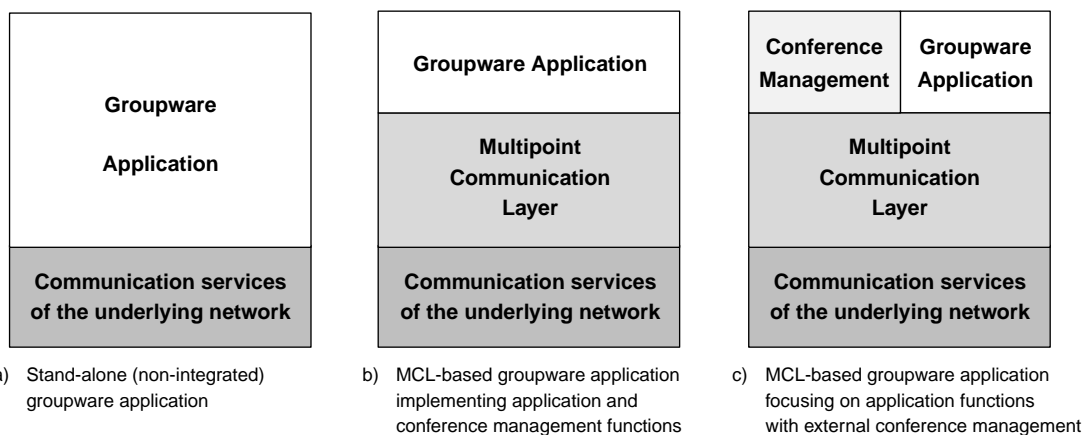 Groupware
Application
Communication services
of the underlying network
) Stand-alone (non-integrated)
groupware application
Groupware Application
Multipoint
Communication
Layer
Communication services
of the underlying network
b) MCL-based groupware application
implementing application and
conference management functions
Conference
Management
Groupware
Application
Multipoint
Communication
Layer
Communication services
of the underlying network
c) MCL-based groupware application
focusing on application functions
with external conference management